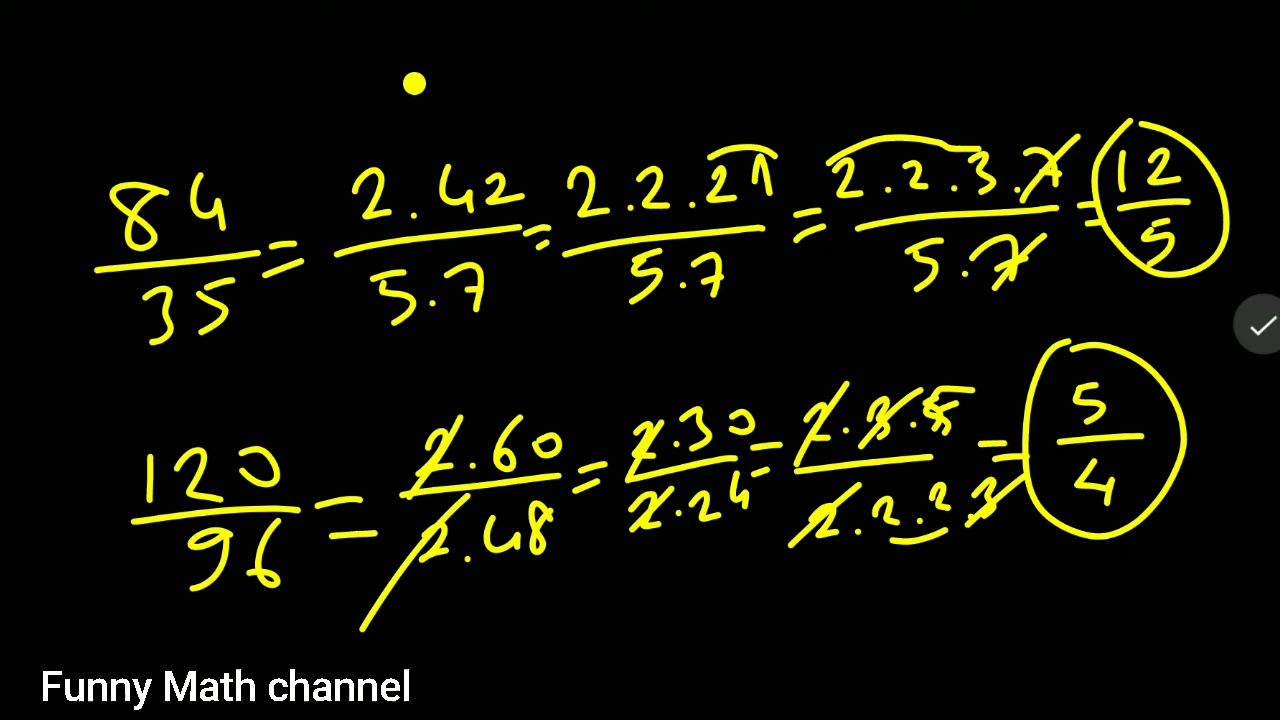 84/35 = 2.42/5.7 = 2.2.21/5.7 = 2.2.3.7/5.7 = 12/5
120/96 = 2.60/2.48 = 2.30/2.24 = 2.3.5/2.2.2.3 = 5/4
Funny Math channel